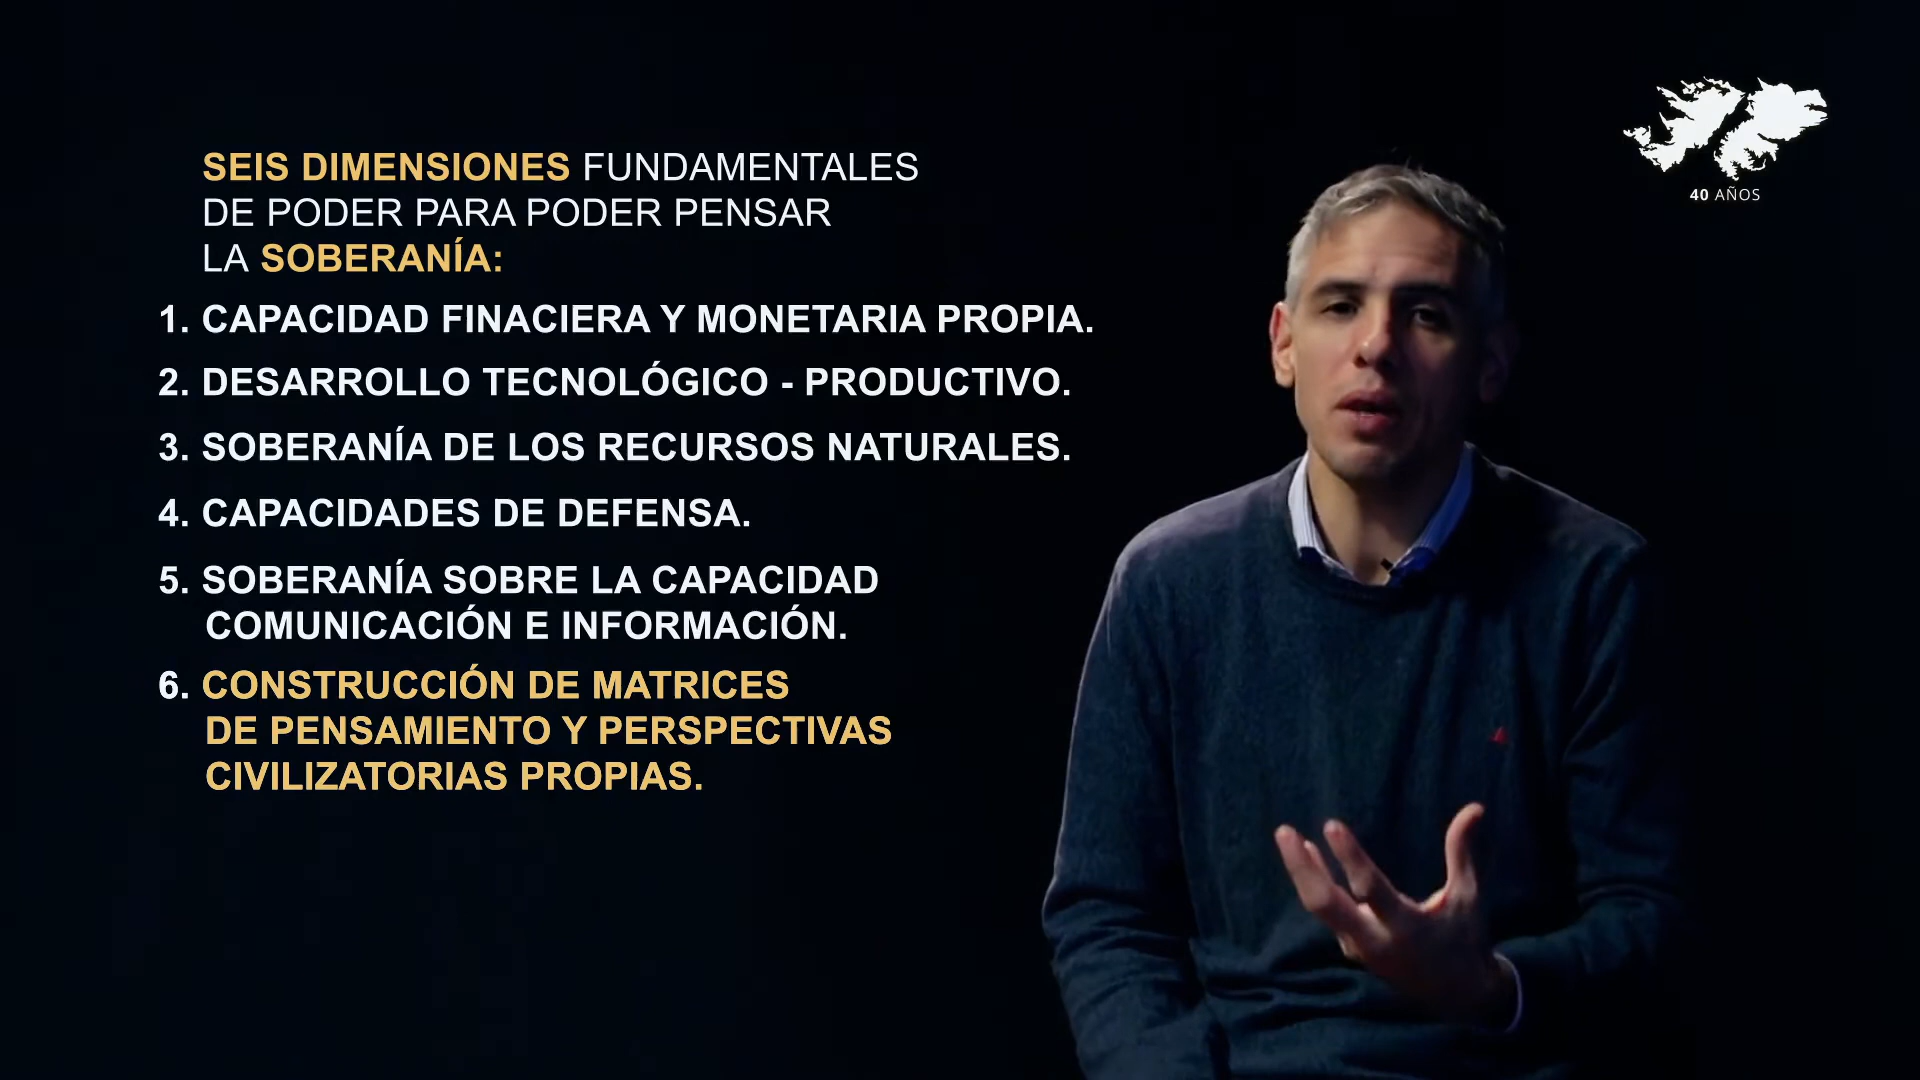 SEIS DIMENSIONES FUNDAMENTALES
DE PODER PARA PODER PENSAR
LA SOBERANÍA:
1. CAPACIDAD FINACIERA Y MONETARIA PROPIA.
2. DESARROLLO TECNOLÓGICO - PRODUCTIVO.
3. SOBERANÍA DE LOS RECURSOS NATURALES.
4. CAPACIDADES DE DEFENSA.
5. SOBERANÍA SOBRE LA CAPACIDAD
COMUNICACIÓN E INFORMACIÓN.
6. CONSTRUCCIÓN DE MATRICES
DE PENSAMIENTO Y PERSPECTIVAS
CIVILIZATORIAS PROPIAS.
40 AÑOS